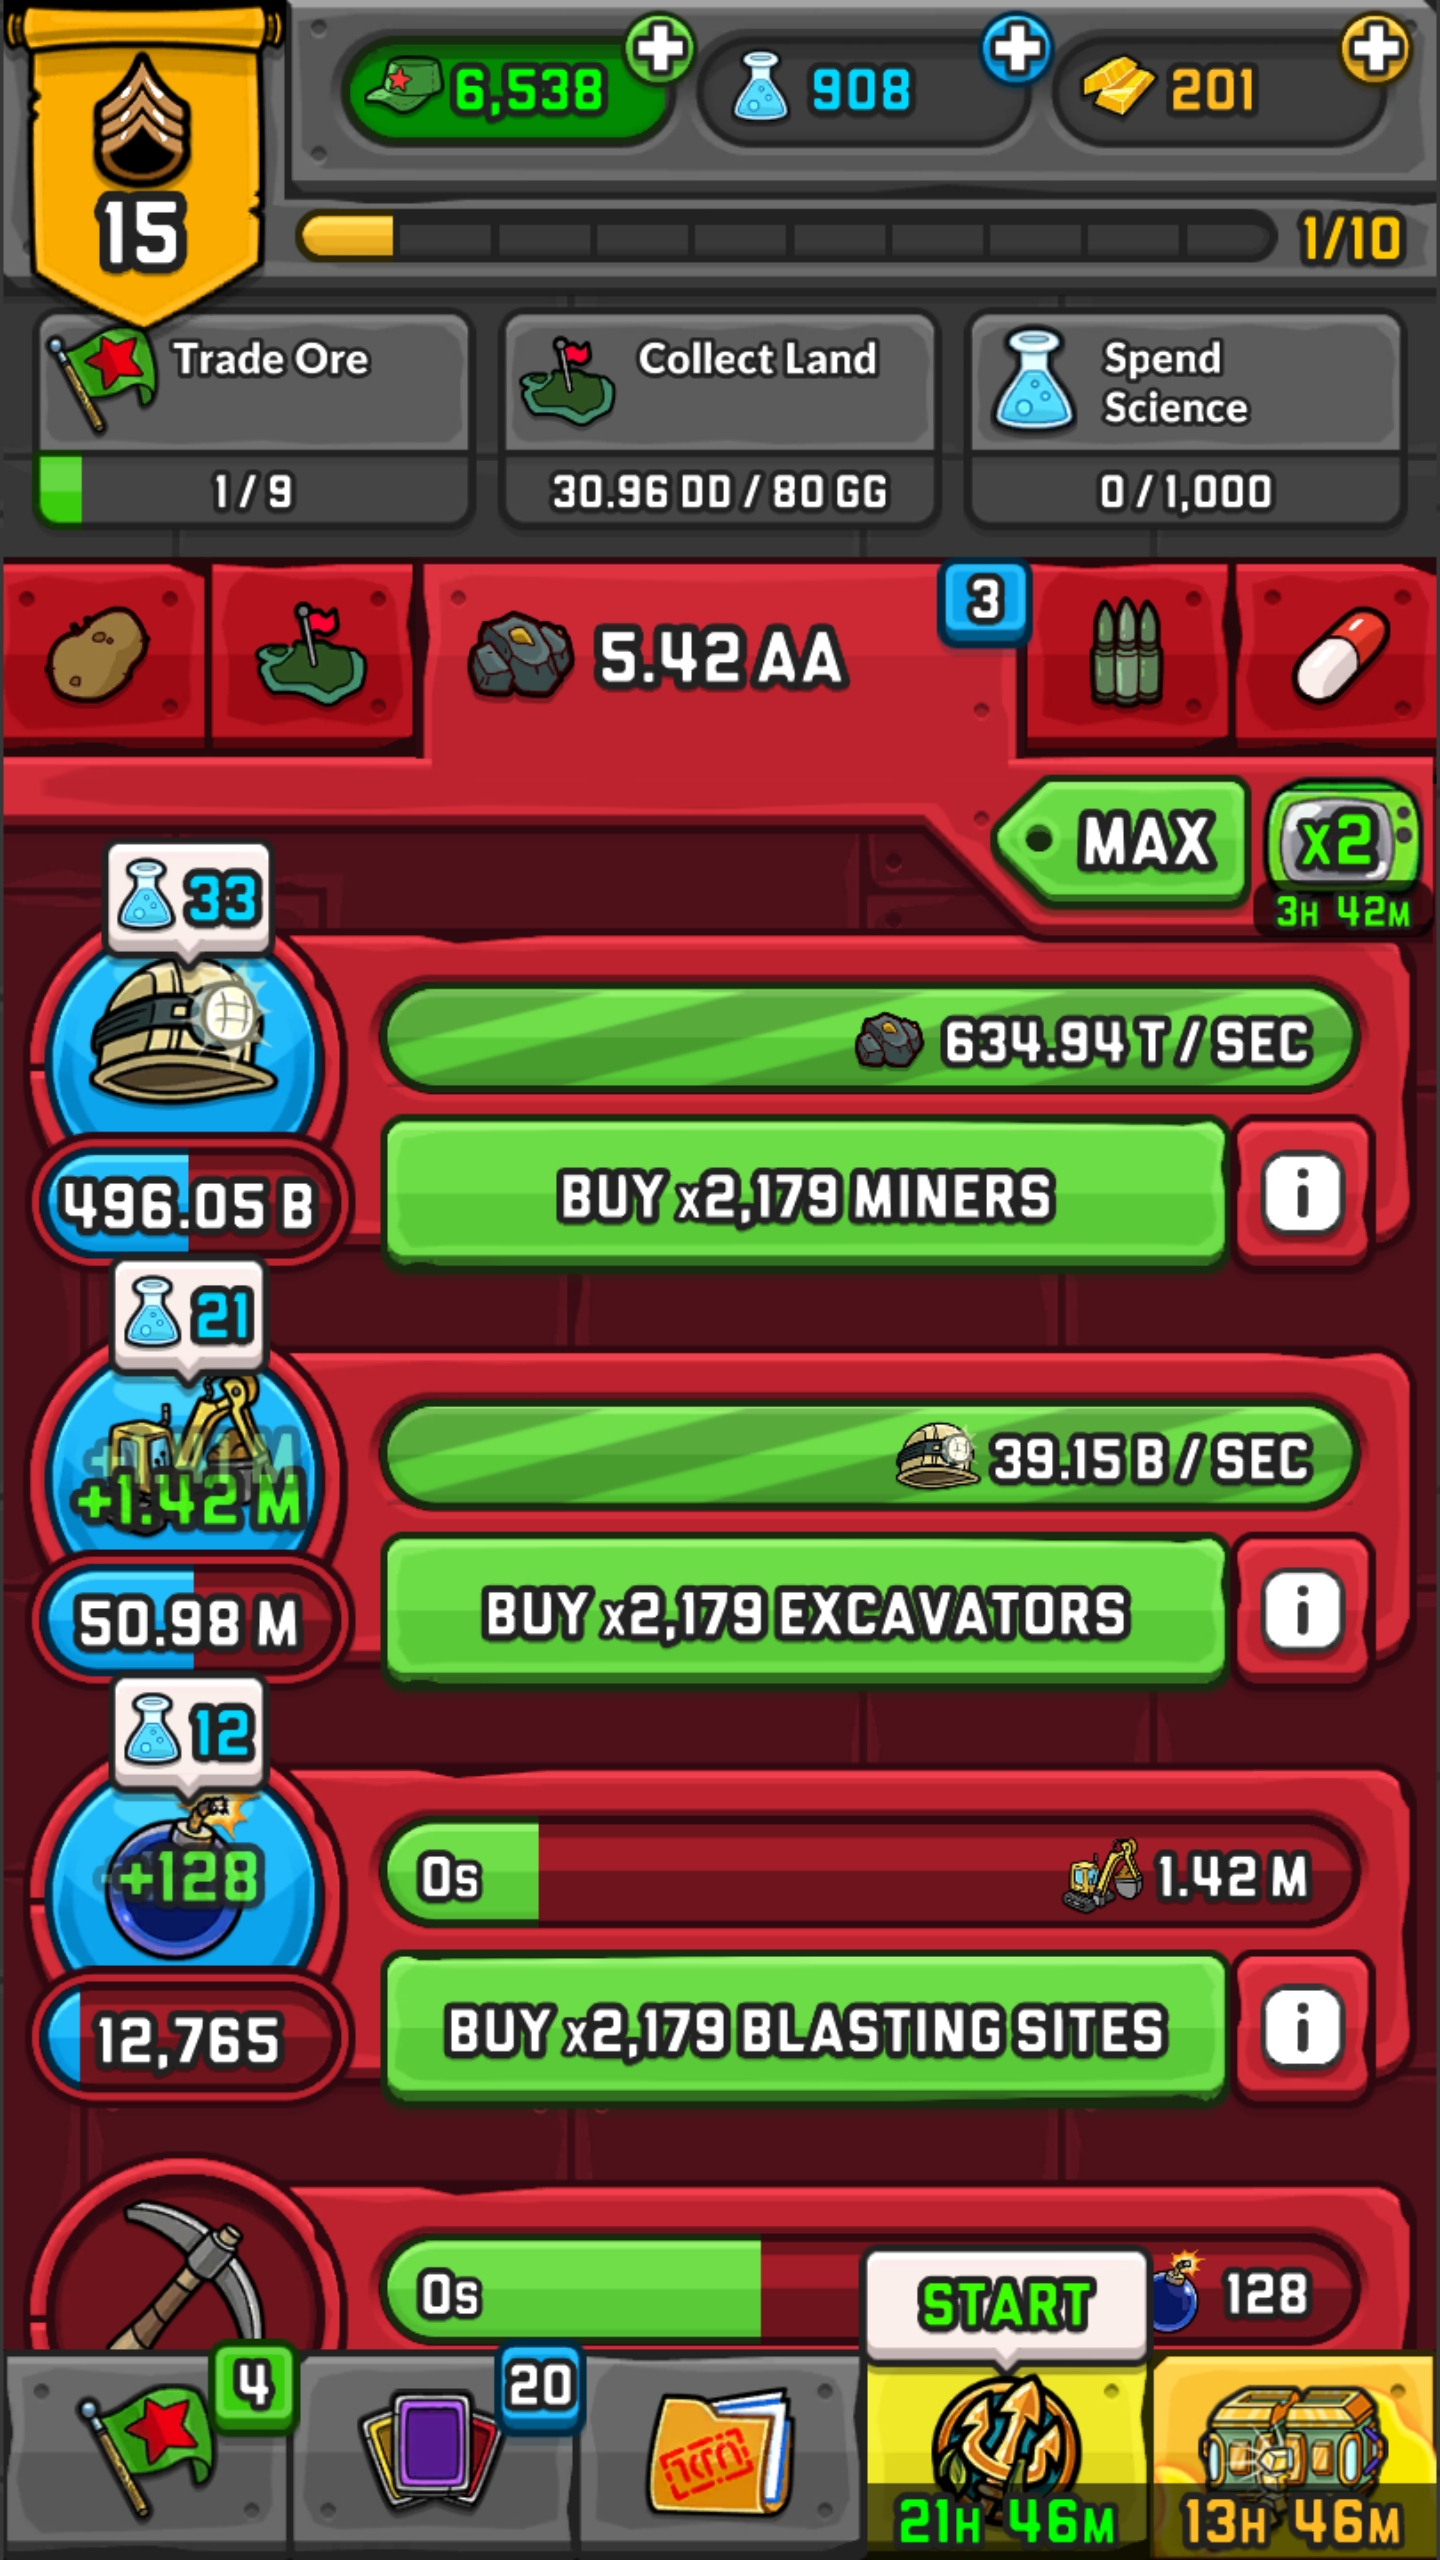 6,538
908
201
15
1/10
Trade Ore
1 / 9
Collect Land
30.96 DD / 80 GG
Spend
Science
0 / 1,000
5.42 AA
3
MAX
x2
3H 42M
33
634.94 T / SEC
496.05 B
BUY x2,179 MINERS
21
+1.42 M
39.15 B / SEC
50.98 M
BUY x2,179 EXCAVATORS
12
+128
0s
1.42 M
12,765
BUY x2,179 BLASTING SITES
0s
128
START
4
20
21H 46M
13H 46M